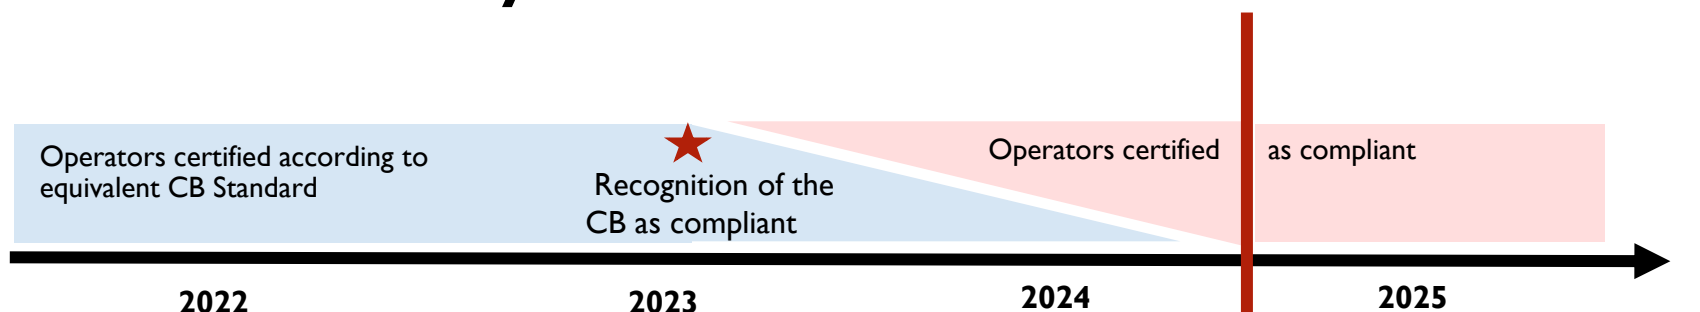 Operators certified according to
equivalent CB Standard
Recognition of the
CB as compliant
Operators certified as compliant
2022
2023
2024
2025